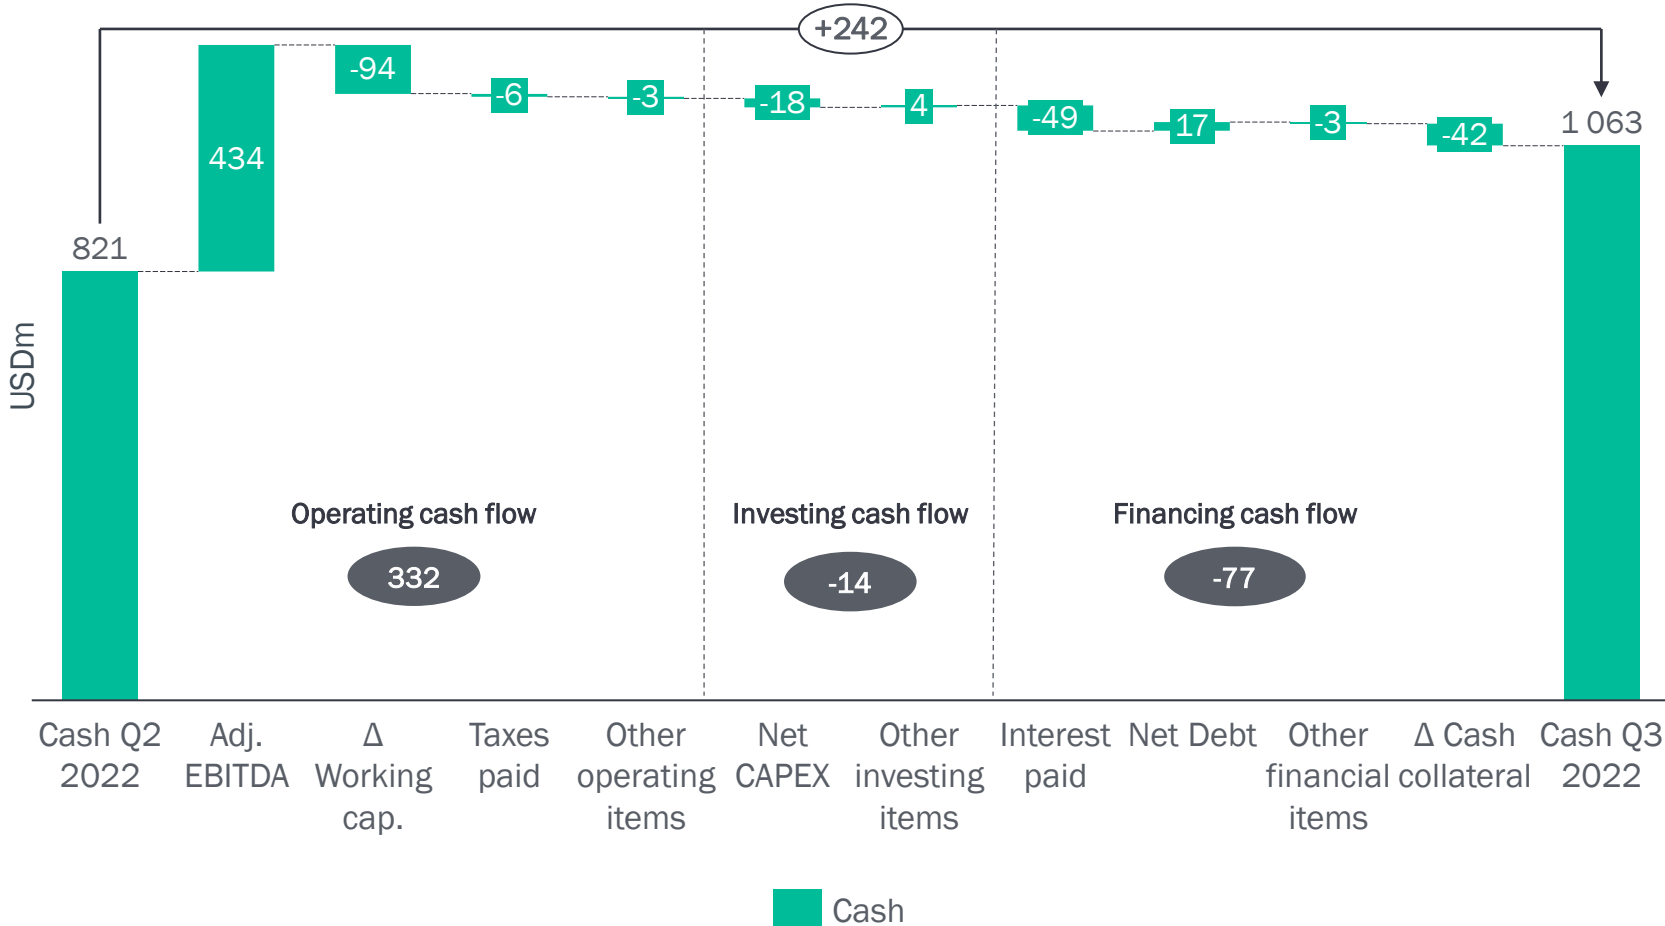 +242
-94
-6
-3
-18
4
-49
17
-3
-42
1 063
434
821
USDm
Operating cash flow
Investing cash flow
Financing cash flow
332
-14
-77
Cash Q2
2022
Adj.
EBITDA
Δ
Working
cap.
Taxes
paid
Other
operating
items
Net
CAPEX
Other
investing
items
Interest
paid
Net Debt
Other
financial
items
Δ Cash
collateral
Cash Q3
2022
Cash